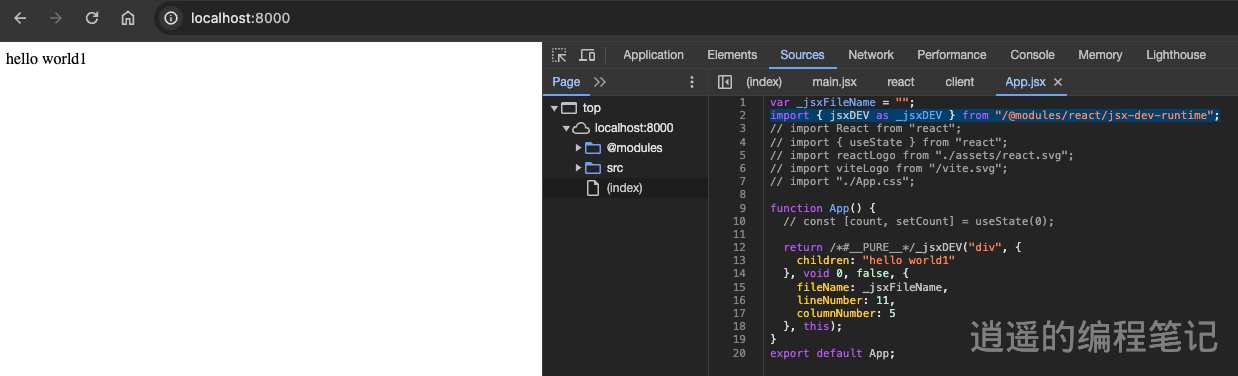 localhost:8000
hello world1
Application Elements Sources Network Performance Console Memory Lighthouse
Page
(index) main.jsx react client App.jsx
top
localhost:8000
@modules
src
(index)
1 var _jsxFileName = "";
2 import { jsxDEV as _jsxDEV } from "/@modules/react/jsx-dev-runtime";
3 // import React from "react";
4 // import { useState } from "react";
5 // import reactLogo from "./assets/react.svg";
6 // import viteLogo from "/vite.svg";
7 // import "./App.css";
8
9 function App() {
10   // const [count, setCount] = useState(0);
11
12   return /*#__PURE__*/_jsxDEV("div", {
13     children: "hello world1"
14   }, void 0, false, {
15     fileName: _jsxFileName,
16     lineNumber: 11,
17     columnNumber: 5
18   }, this);
19 }
20 export default App;
逍遥的编程笔记